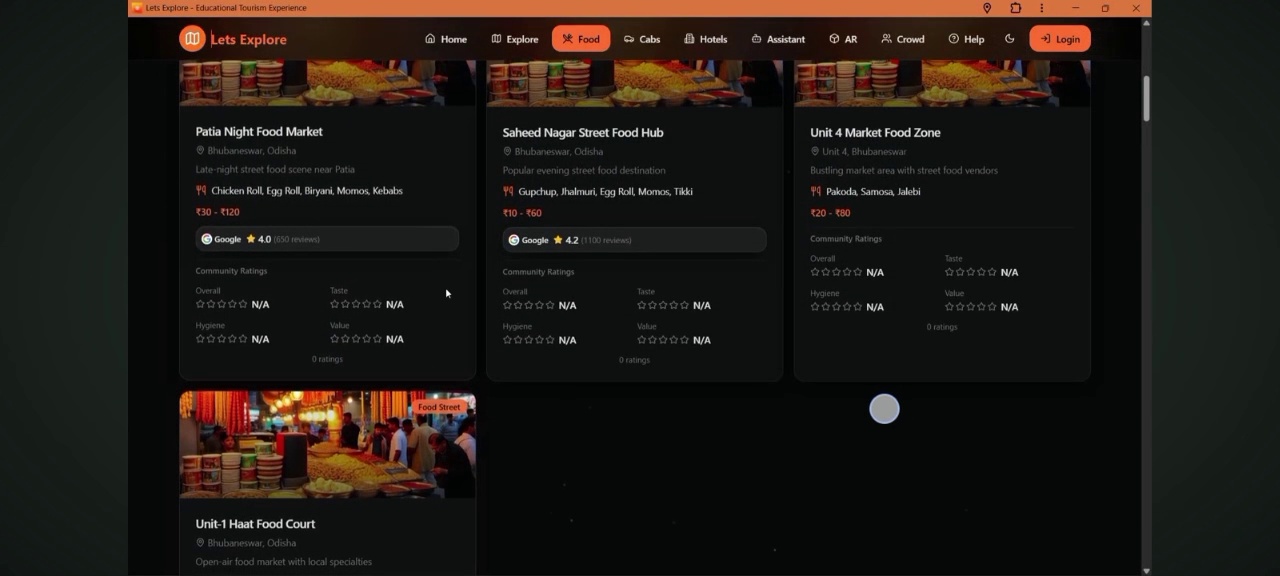 Lets Explore - Educational Tourism Experience
Lets Explore
Home
Explore
Food
Cabs
Hotels
Assistant
AR
Crowd
Help
Login
Patia Night Food Market
Bhubaneswar, Odisha
Late-night street food scene near Patia
Chicken Roll, Egg Roll, Biryani, Momos, Kebabs
₹30 - ₹120
Google 4.0 (650 reviews)
Community Ratings
Overall
N/A
Taste
N/A
Hygiene
N/A
Value
N/A
0 ratings
Saheed Nagar Street Food Hub
Bhubaneswar, Odisha
Popular evening street food destination
Gupchup, Jhalmuri, Egg Roll, Momos, Tikki
₹10 - ₹60
Google 4.2 (1100 reviews)
Community Ratings
Overall
N/A
Taste
N/A
Hygiene
N/A
Value
N/A
0 ratings
Unit 4 Market Food Zone
Unit 4, Bhubaneswar
Bustling market area with street food vendors
Pakoda, Samosa, Jalebi
₹20 - ₹80
Community Ratings
Overall
N/A
Taste
N/A
Hygiene
N/A
Value
N/A
0 ratings
Food Street
Unit-1 Haat Food Court
Bhubaneswar, Odisha
Open-air food market with local specialties